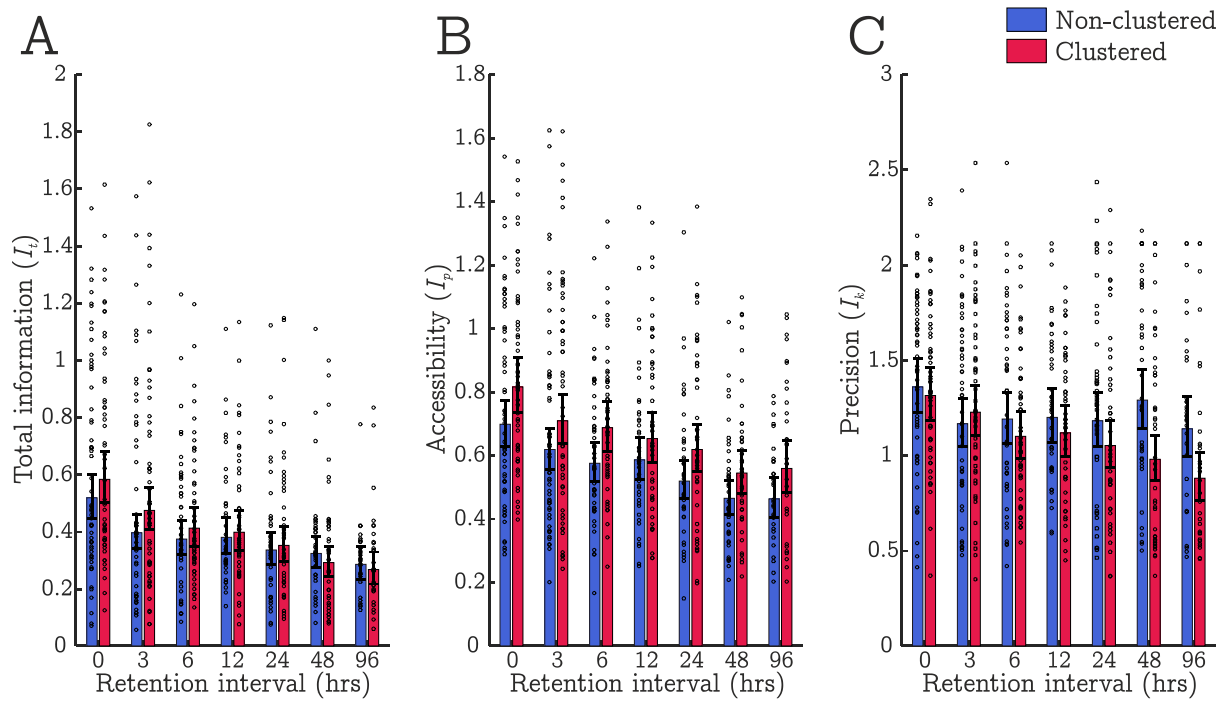 A
B
C
Non-clustered
Clustered
Total information (I_t)
2
1.8
1.6
1.4
1.2
1
0.8
0.6
0.4
0.2
0
0 3 6 12 24 48 96
Retention interval (hrs)
Accessibility (I_p)
1.8
1.6
1.4
1.2
1
0.8
0.6
0.4
0.2
0
0 3 6 12 24 48 96
Retention interval (hrs)
Precision (I_k)
3
2.5
2
1.5
1
0.5
0
0 3 6 12 24 48 96
Retention interval (hrs)